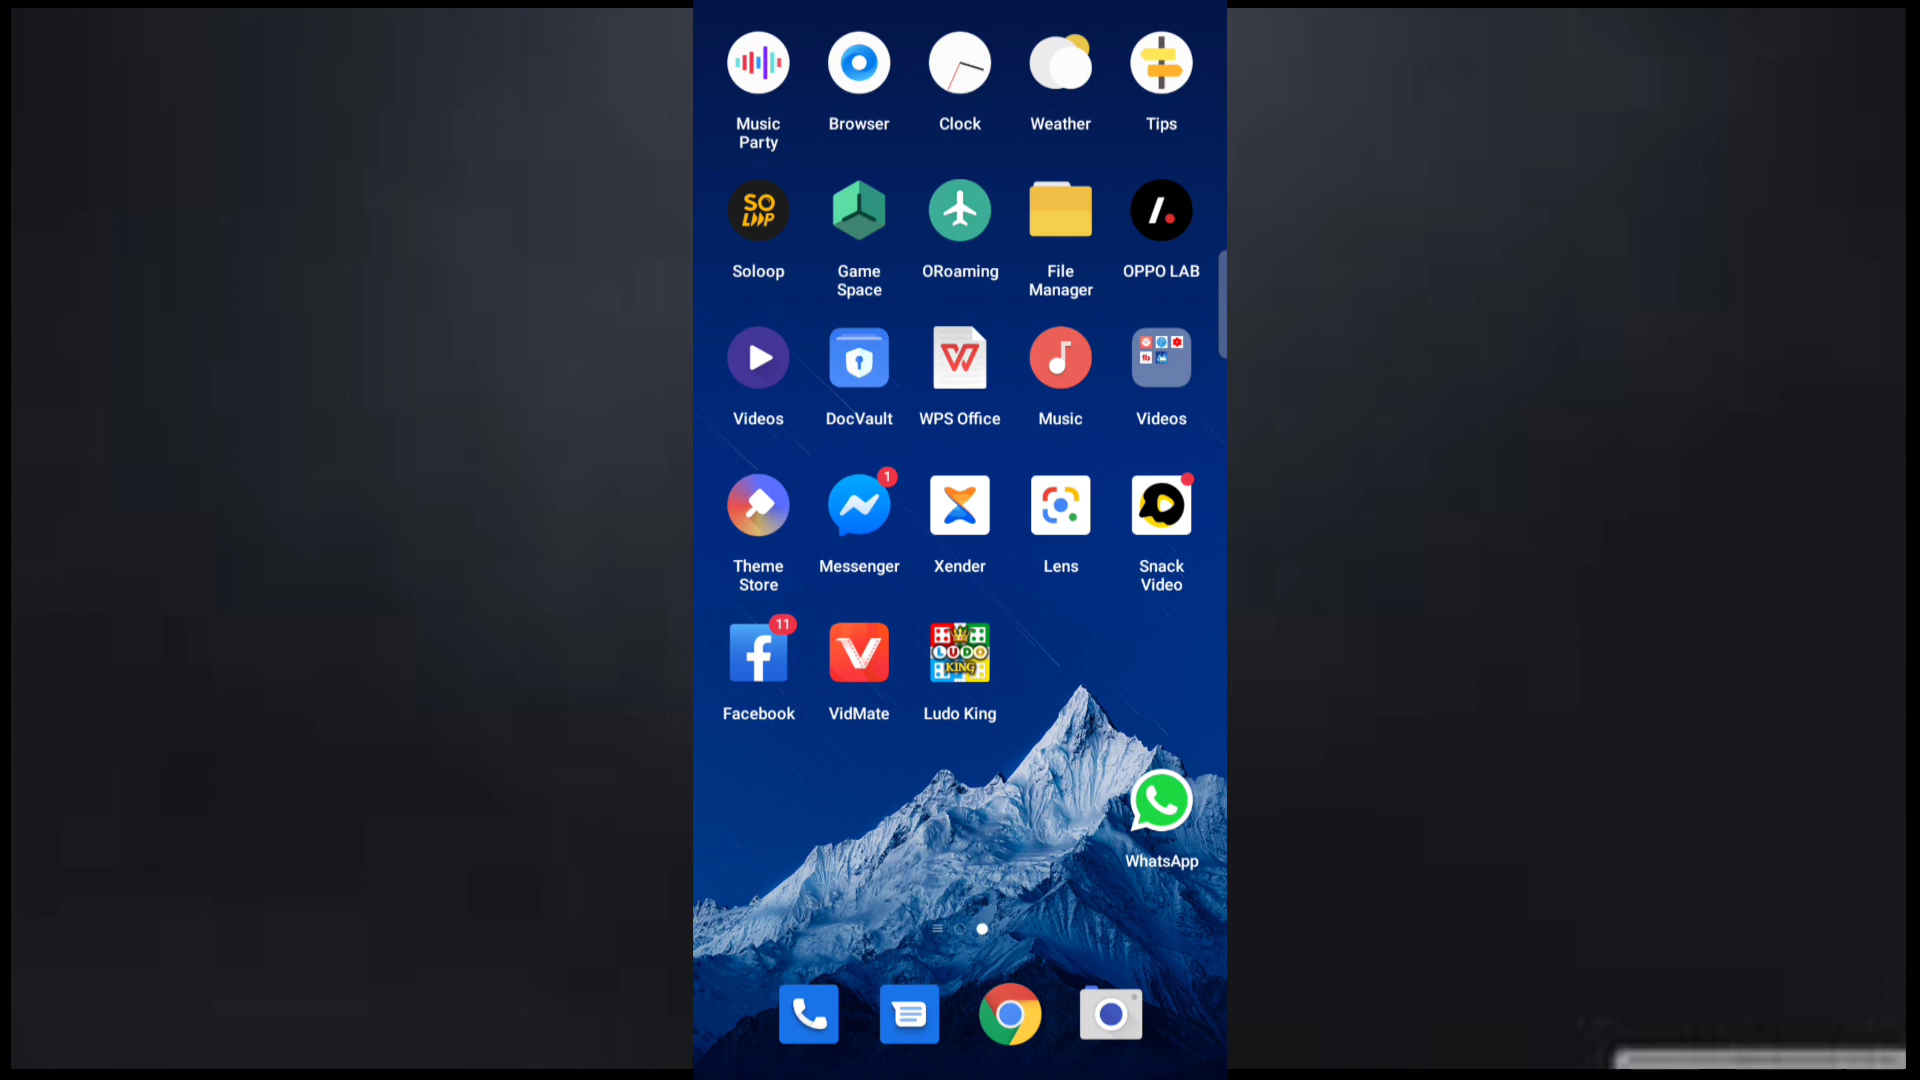 Music
Party
Browser
Clock
Weather
Tips
SO
LOOP
Soloop
Game
Space
ORoaming
File
Manager
OPPO LAB
Videos
DocVault
W
WPS Office
Music
Videos
1
Theme
Store
Messenger
Xender
Lens
Snack
Video
11
f
Facebook
VidMate
LUDO
KING
Ludo King
WhatsApp